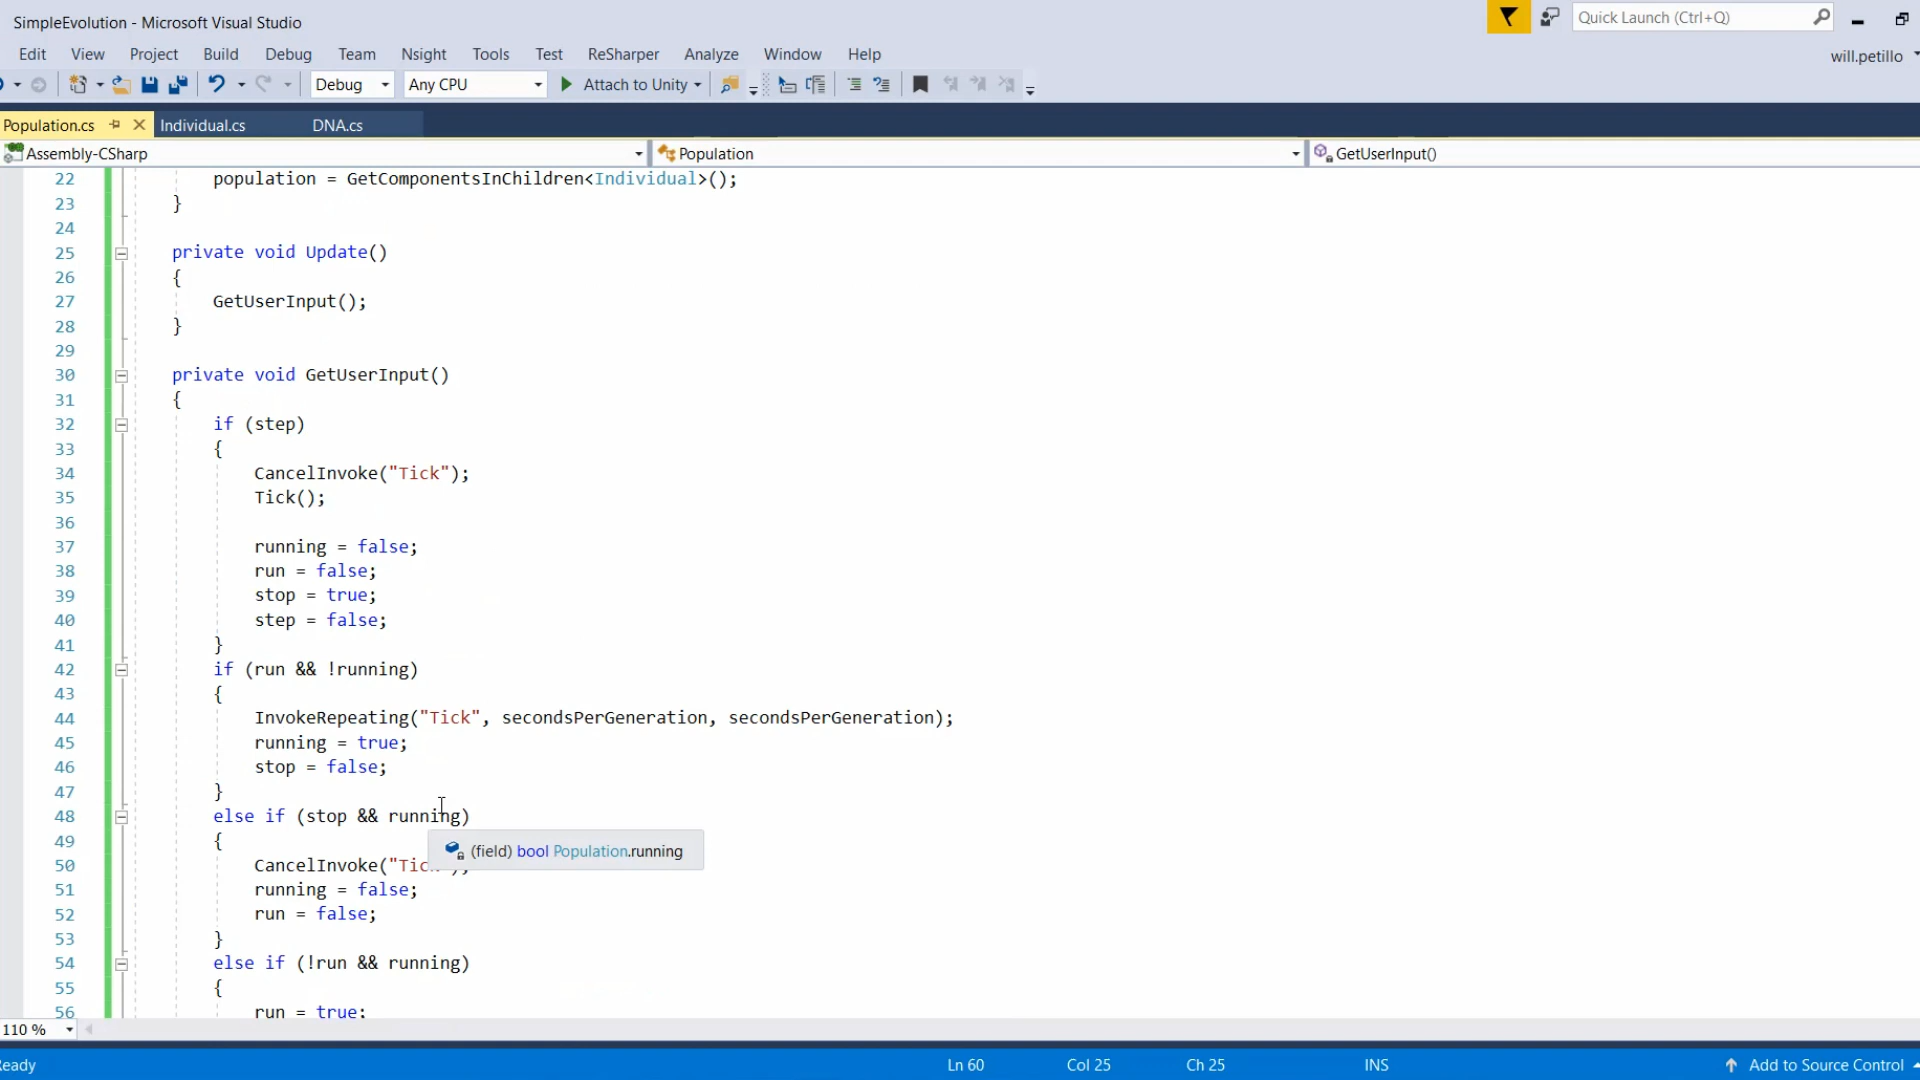 SimpleEvolution - Microsoft Visual Studio
Quick Launch (Ctrl+Q)
Edit View Project Build Debug Team Nsight Tools Test ReSharper Analyze Window Help
will.petillo
Debug Any CPU Attach to Unity
Population.cs Individual.cs DNA.cs
Assembly-CSharp Population GetUserInput()
22 population = GetComponentsInChildren<Individual>();
23 }
24
25 private void Update()
26 {
27 GetUserInput();
28 }
29
30 private void GetUserInput()
31 {
32 if (step)
33 {
34 CancelInvoke("Tick");
35 Tick();
36
37 running = false;
38 run = false;
39 stop = true;
40 step = false;
41 }
42 if (run && !running)
43 {
44 InvokeRepeating("Tick", secondsPerGeneration, secondsPerGeneration);
45 running = true;
46 stop = false;
47 }
48 else if (stop && running)
49 {
(field) bool Population.running
50 CancelInvoke("Tick");
51 running = false;
52 run = false;
53 }
54 else if (!run && running)
55 {
56 run = true;
110 %
Ready Ln 60 Col 25 Ch 25 INS Add to Source Control